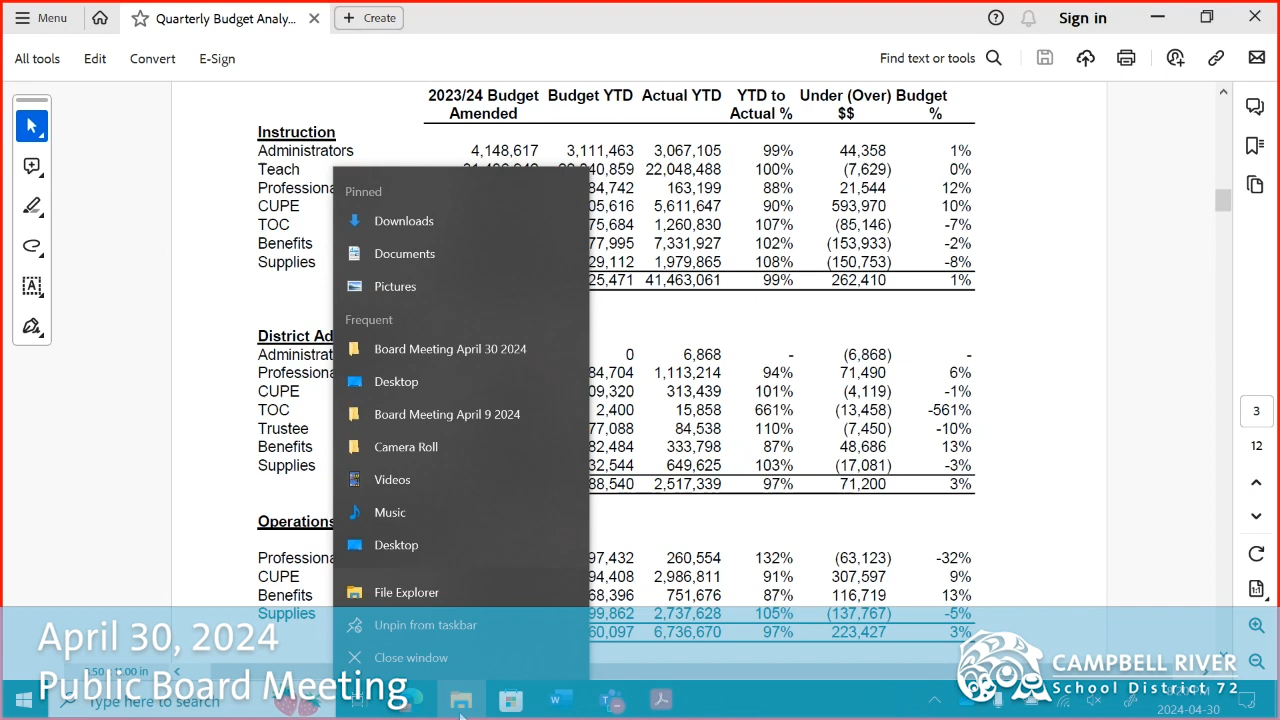 Menu
Quarterly Budget Analy...
Create
Sign in
All tools Edit Convert E-Sign
Find text or tools
2023/24 Budget Budget YTD Actual YTD YTD to Under (Over) Budget
Amended Actual % $$ %
Instruction
Administrators 4,148,617 3,111,463 3,067,105 99% 44,358 1%
Teach 22,048,488 100% (7,629) 0%
Professiona 84,742 163,199 88% 21,544 12%
CUPE 05,616 5,611,647 90% 593,970 10%
TOC 75,684 1,260,830 107% (85,146) -7%
Benefits 77,995 7,331,927 102% (153,933) -2%
Supplies 29,112 1,979,865 108% (150,753) -8%
25,471 41,463,061 99% 262,410 1%
District Ad
Administrat 0 6,868 - (6,868) -
Professiona 84,704 1,113,214 94% 71,490 6%
CUPE 09,320 313,439 101% (4,119) -1%
TOC 2,400 15,858 661% (13,458) -561%
Trustee 77,088 84,538 110% (7,450) -10%
Benefits 82,484 333,798 87% 48,686 13%
Supplies 32,544 649,625 103% (17,081) -3%
88,540 2,517,339 97% 71,200 3%
Operations
Professiona 97,432 260,554 132% (63,123) -32%
CUPE 94,408 2,986,811 91% 307,597 9%
Benefits 68,396 751,676 87% 116,719 13%
Supplies 99,862 2,737,628 105% (137,767) -5%
60,097 6,736,670 97% 223,427 3%
Pinned
Downloads
Documents
Pictures
Frequent
Board Meeting April 30 2024
Desktop
Board Meeting April 9 2024
Camera Roll
Videos
Music
Desktop
File Explorer
Unpin from taskbar
Close window
3
12
April 30, 2024
Public Board Meeting
Type here to search
CAMPBELL RIVER
School District 72
2024-04-30